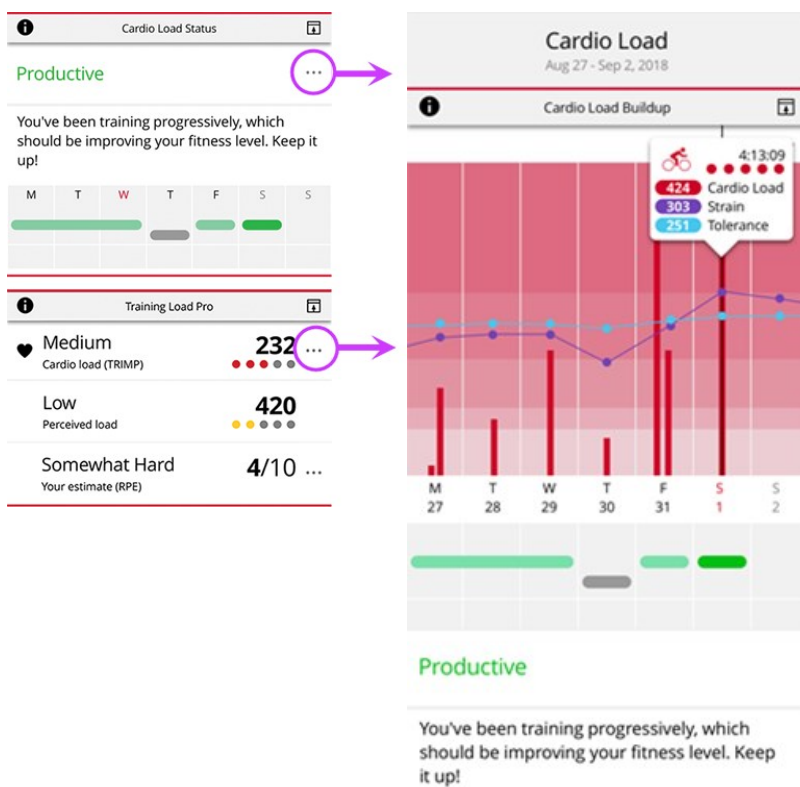 Cardio Load Status
Productive
You've been training progressively, which
should be improving your fitness level. Keep it
up!
M T W T F S S
Training Load Pro
Medium 232
Cardio load (TRIMP)
Low 420
Perceived load
Somewhat Hard 4/10
Your estimate (RPE)
Cardio Load
Aug 27 - Sep 2, 2018
Cardio Load Buildup
4:13:09
424 Cardio Load
303 Strain
251 Tolerance
M T W T F S S
27 28 29 30 31 1 2
Productive
You've been training progressively, which
should be improving your fitness level. Keep
it up!